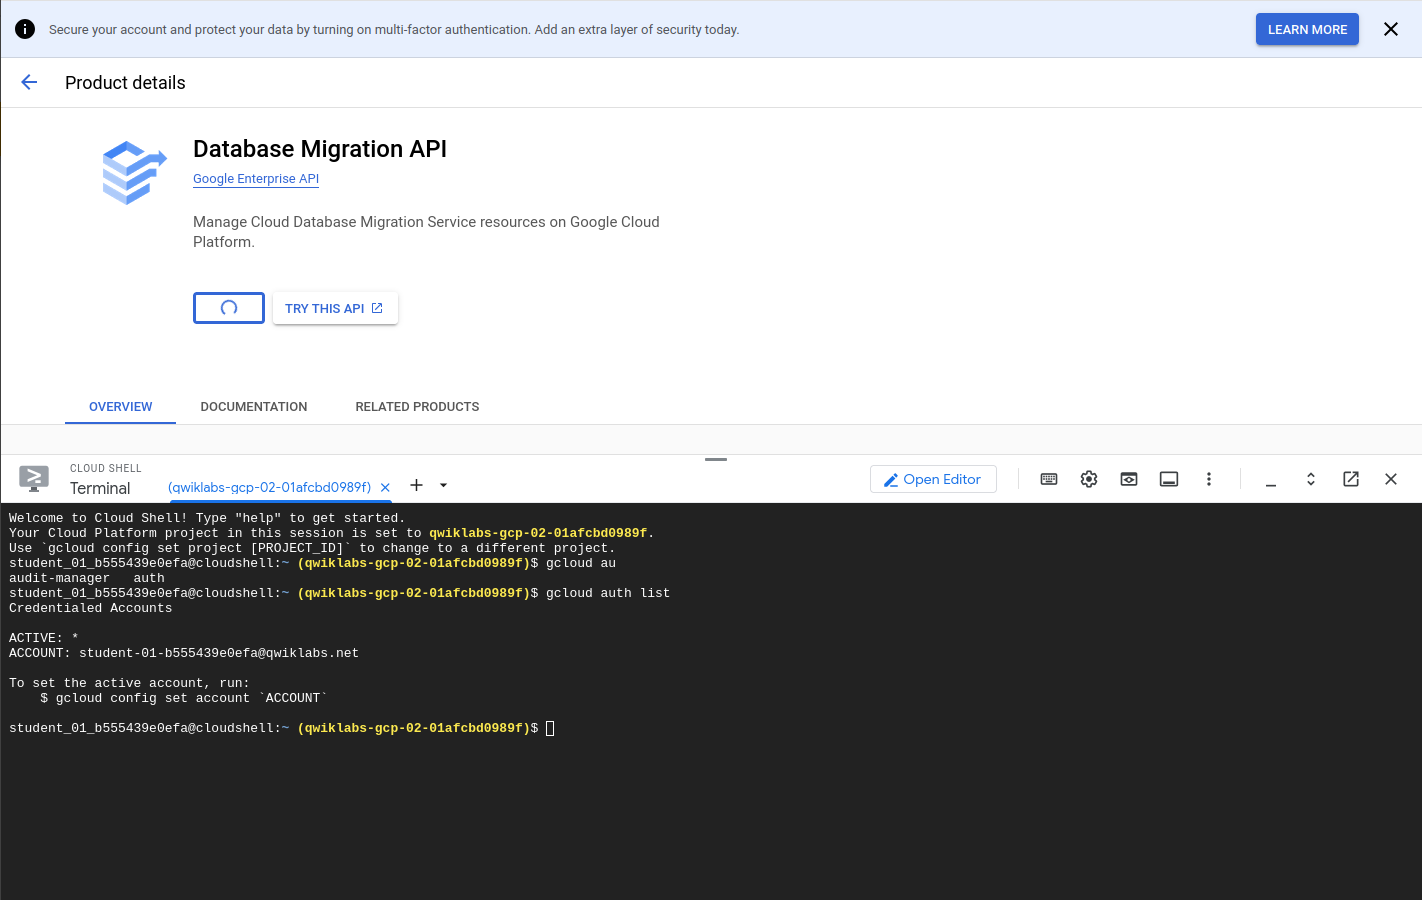 Secure your account and protect your data by turning on multi-factor authentication. Add an extra layer of security today.
LEARN MORE
Product details
Database Migration API
Google Enterprise API
Manage Cloud Database Migration Service resources on Google Cloud
Platform.
TRY THIS API
OVERVIEW
DOCUMENTATION
RELATED PRODUCTS
CLOUD SHELL
Terminal
(qwiklabs-gcp-02-01afcbd0989f)
Open Editor
Welcome to Cloud Shell! Type "help" to get started.
Your Cloud Platform project in this session is set to qwiklabs-gcp-02-01afcbd0989f.
Use `gcloud config set project [PROJECT_ID]` to change to a different project.
student_01_b555439e0efa@cloudshell:~ (qwiklabs-gcp-02-01afcbd0989f)$ gcloud au
audit-manager   auth
student_01_b555439e0efa@cloudshell:~ (qwiklabs-gcp-02-01afcbd0989f)$ gcloud auth list
Credentialed Accounts
ACTIVE: *
ACCOUNT: student-01-b555439e0efa@qwiklabs.net
To set the active account, run:
    $ gcloud config set account `ACCOUNT`
student_01_b555439e0efa@cloudshell:~ (qwiklabs-gcp-02-01afcbd0989f)$